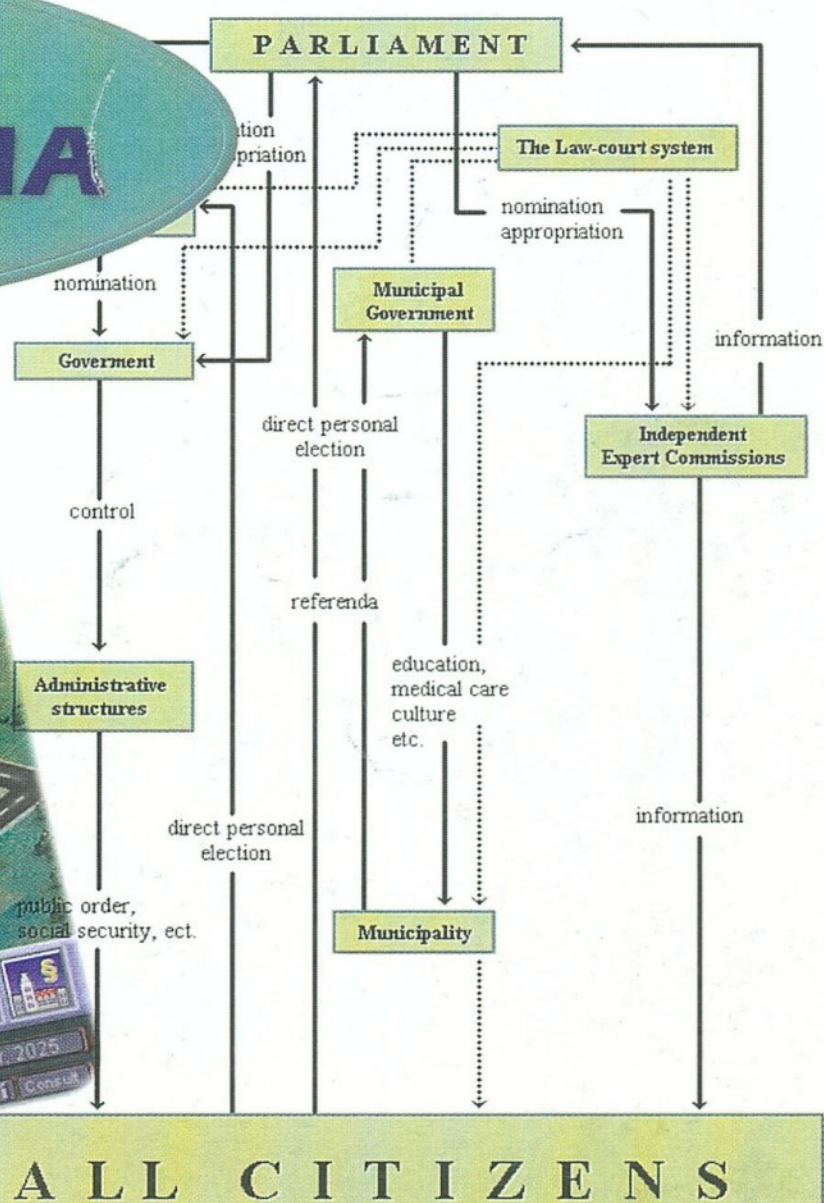 PARLIAMENT
The Law-court system
nomination
appropriation
nomination
Municipal
Government
Goverment
information
direct personal
election
Independent
Expert Commissions
control
referenda
education,
medical care
culture
etc.
Administrative
structures
direct personal
election
information
public order,
social security, ect.
Municipality
§
2025
Consult
ALL CITIZENS